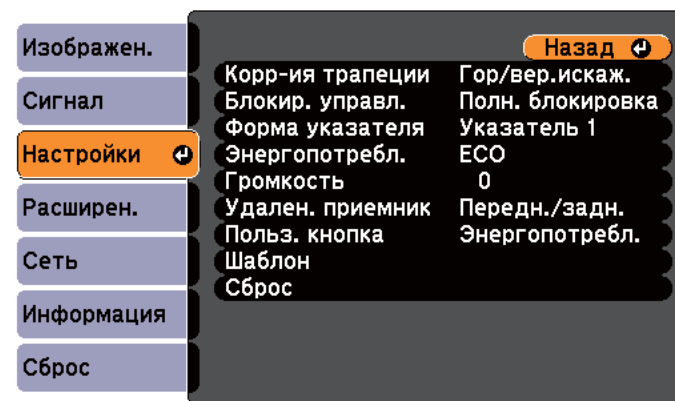 Изображен.
Сигнал
Настройки
Расширен.
Сеть
Информация
Сброс
Назад
Корр-ия трапеции Гор/вер.искаж.
Блокир. управл. Полн. блокировка
Форма указателя Указатель 1
Энергопотребл. ECO
Громкость 0
Удален. приемник Передн./задн.
Польз. кнопка Энергопотребл.
Шаблон
Сброс